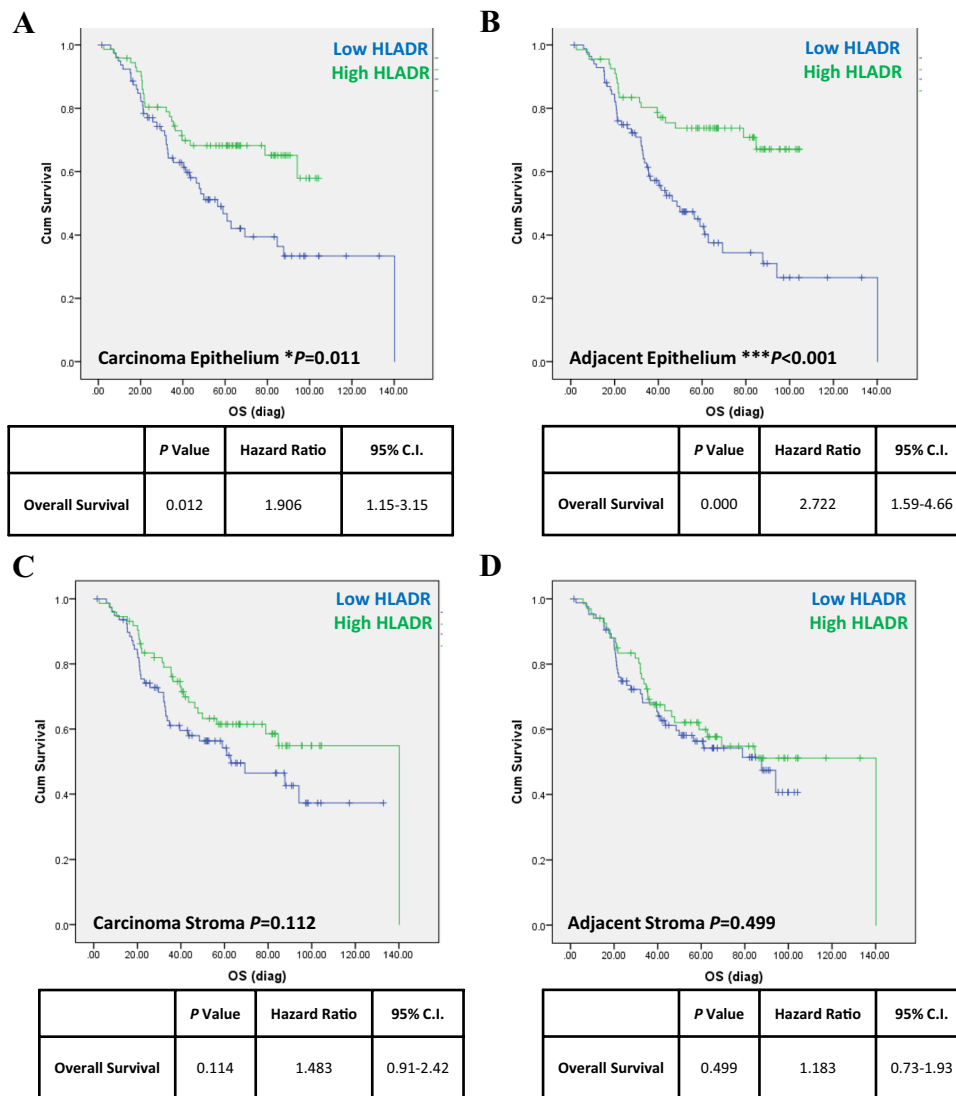 A
Low HLADR
High HLADR
Cum Survival
1.0
0.8
0.6
0.4
0.2
0.0
Carcinoma Epithelium *P=0.011
.00 20.00 40.00 60.00 80.00 100.00 120.00 140.00
OS (diag)
P Value Hazard Ratio 95% C.I.
Overall Survival 0.012 1.906 1.15-3.15
B
Low HLADR
High HLADR
Cum Survival
1.0
0.8
0.6
0.4
0.2
0.0
Adjacent Epithelium ***P<0.001
.00 20.00 40.00 60.00 80.00 100.00 120.00 140.00
OS (diag)
P Value Hazard Ratio 95% C.I.
Overall Survival 0.000 2.722 1.59-4.66
C
Low HLADR
High HLADR
Cum Survival
1.0
0.8
0.6
0.4
0.2
0.0
Carcinoma Stroma P=0.112
.00 20.00 40.00 60.00 80.00 100.00 120.00 140.00
OS (diag)
P Value Hazard Ratio 95% C.I.
Overall Survival 0.114 1.483 0.91-2.42
D
Low HLADR
High HLADR
Cum Survival
1.0
0.8
0.6
0.4
0.2
0.0
Adjacent Stroma P=0.499
.00 20.00 40.00 60.00 80.00 100.00 120.00 140.00
OS (diag)
P Value Hazard Ratio 95% C.I.
Overall Survival 0.499 1.183 0.73-1.93